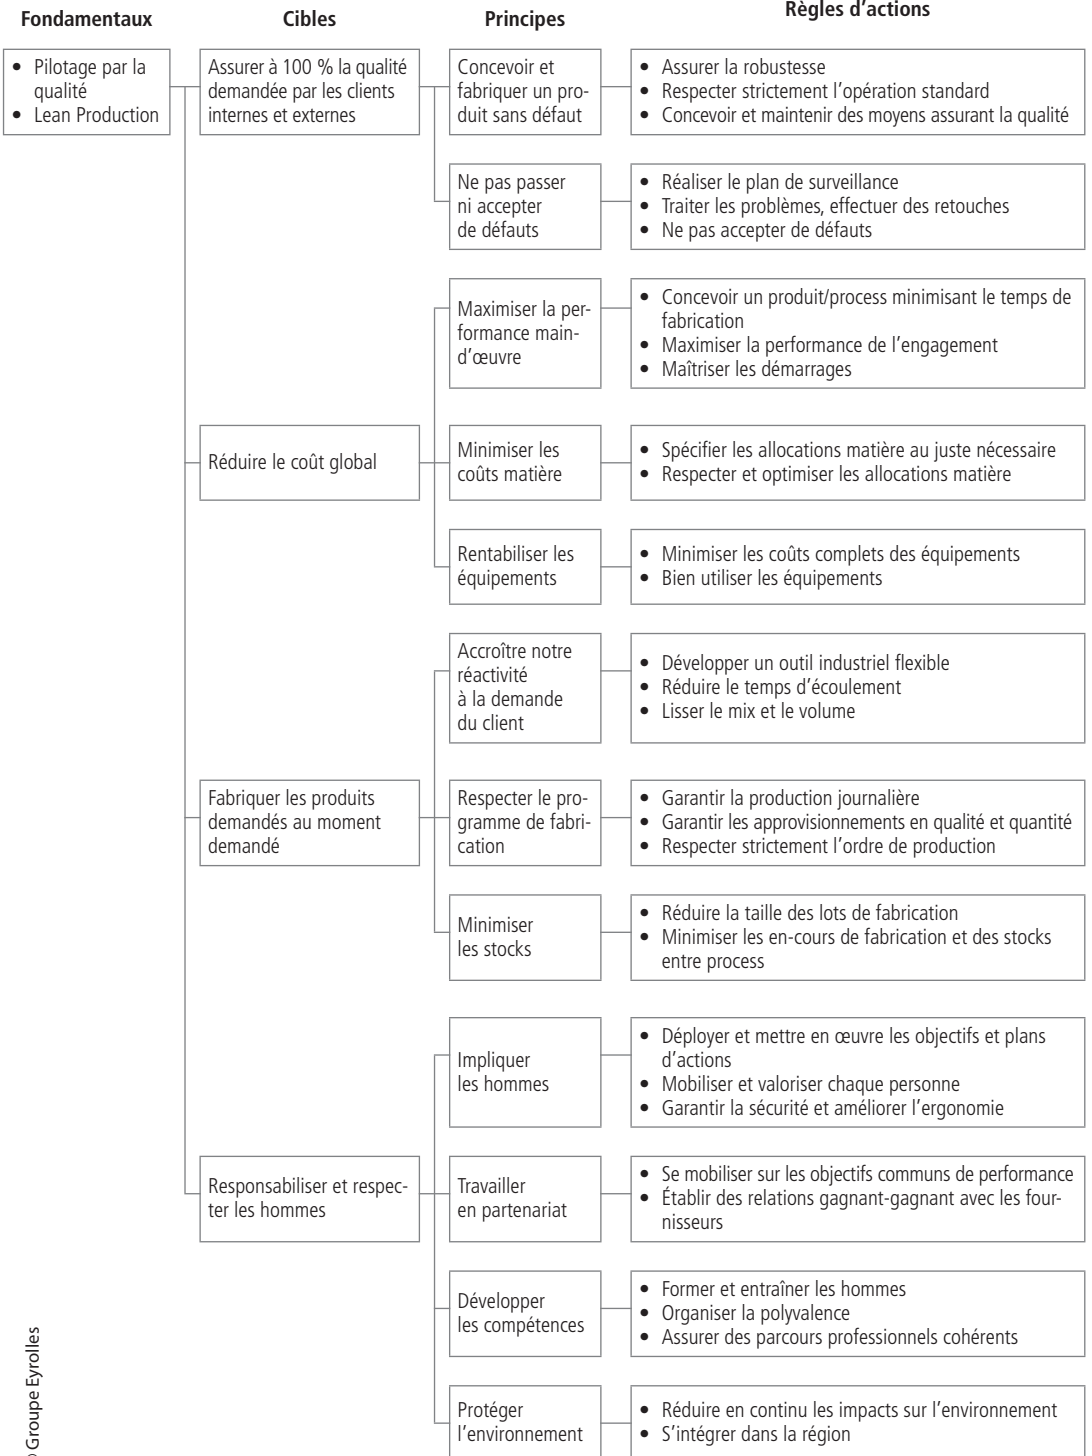 Fondamentaux
Cibles
Principes
Règles d'actions
• Pilotage par la
qualité
• Lean Production
Assurer à 100 % la qualité
demandée par les clients
internes et externes
Concevoir et
fabriquer un pro-
duit sans défaut
• Assurer la robustesse
• Respecter strictement l'opération standard
• Concevoir et maintenir des moyens assurant la qualité
Ne pas passer
ni accepter
de défauts
• Réaliser le plan de surveillance
• Traiter les problèmes, effectuer des retouches
• Ne pas accepter de défauts
Réduire le coût global
Maximiser la per-
formance main-
d'œuvre
• Concevoir un produit/process minimisant le temps de
fabrication
• Maximiser la performance de l'engagement
• Maîtriser les démarrages
Minimiser les
coûts matière
• Spécifier les allocations matière au juste nécessaire
• Respecter et optimiser les allocations matière
Rentabiliser les
équipements
• Minimiser les coûts complets des équipements
• Bien utiliser les équipements
Fabriquer les produits
demandés au moment
demandé
Accroître notre
réactivité
à la demande
du client
• Développer un outil industriel flexible
• Réduire le temps d'écoulement
• Lisser le mix et le volume
Respecter le pro-
gramme de fabri-
cation
• Garantir la production journalière
• Garantir les approvisionnements en qualité et quantité
• Respecter strictement l'ordre de production
Minimiser
les stocks
• Réduire la taille des lots de fabrication
• Minimiser les en-cours de fabrication et des stocks
entre process
Responsabiliser et respec-
ter les hommes
Impliquer
les hommes
• Déployer et mettre en œuvre les objectifs et plans
d'actions
• Mobiliser et valoriser chaque personne
• Garantir la sécurité et améliorer l'ergonomie
Travailler
en partenariat
• Se mobiliser sur les objectifs communs de performance
• Établir des relations gagnant-gagnant avec les four-
nisseurs
Développer
les compétences
• Former et entraîner les hommes
• Organiser la polyvalence
• Assurer des parcours professionnels cohérents
Protéger
l'environnement
• Réduire en continu les impacts sur l'environnement
• S'intégrer dans la région
© Groupe Eyrolles